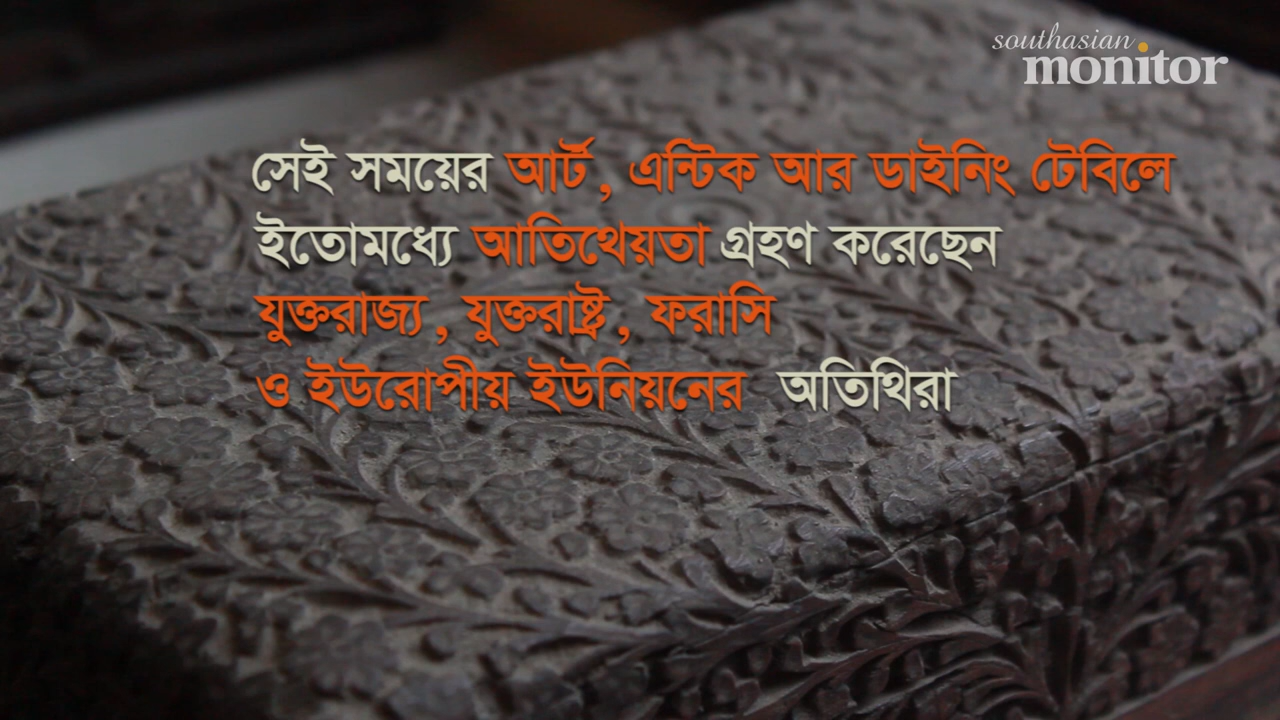 southasian
monitor
সেই সময়ের আর্ট, এন্টিক আর ডাইনিং টেবিলে
ইতোমধ্যে আতিথেয়তা গ্রহণ করেছেন
যুক্তরাজ্য, যুক্তরাষ্ট্র, ফরাসি
ও ইউরোপীয় ইউনিয়নের অতিথিরা